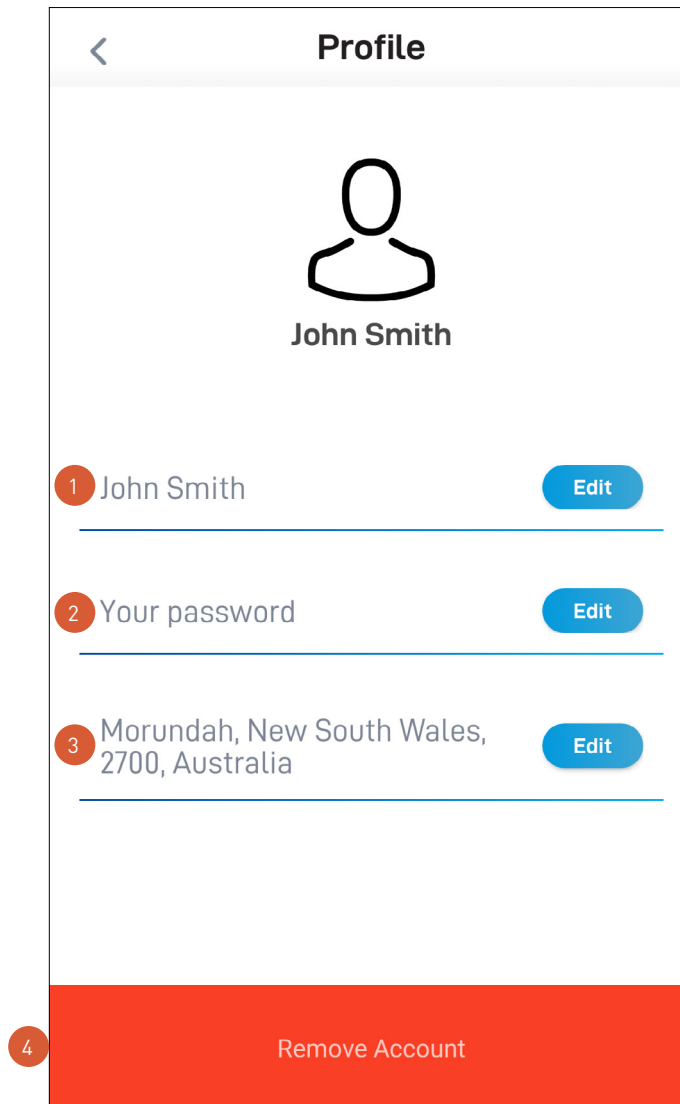 Profile
John Smith
1 John Smith Edit
2 Your password Edit
3 Morundah, New South Wales,
2700, Australia Edit
4 Remove Account